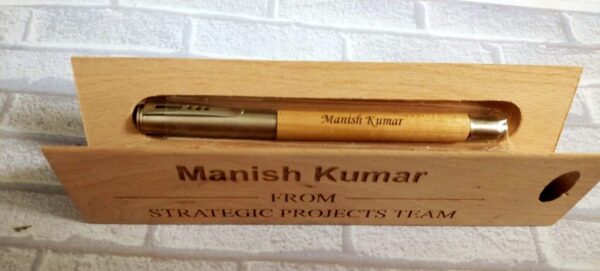 Manish Kumar
Manish Kumar
FROM
STRATEGIC PROJECTS TEAM